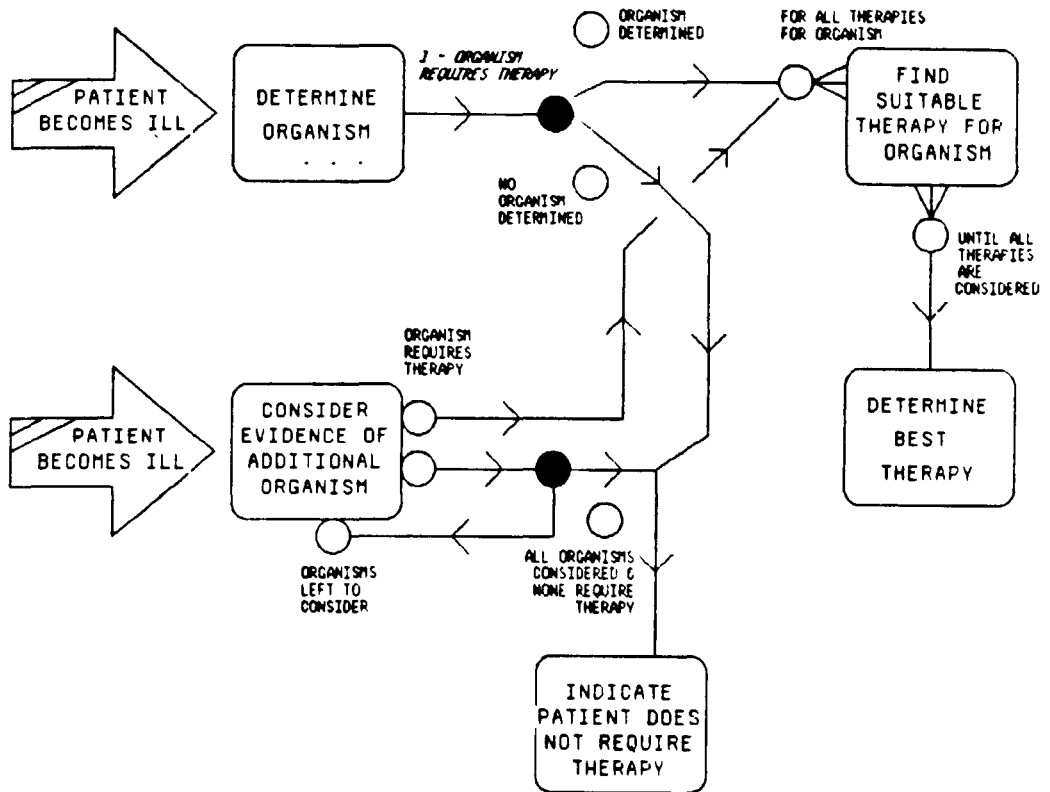 PATIENT
BECOMES ILL
DETERMINE
ORGANISM
. . .
1 - ORGANISM
REQUIRES THERAPY
ORGANISM
DETERMINED
NO
ORGANISM
DETERMINED
FOR ALL THERAPIES
FOR ORGANISM
FIND
SUITABLE
THERAPY FOR
ORGANISM
UNTIL ALL
THERAPIES
ARE
CONSIDERED
DETERMINE
BEST
THERAPY
PATIENT
BECOMES ILL
CONSIDER
EVIDENCE OF
ADDITIONAL
ORGANISM
ORGANISM
REQUIRES
THERAPY
ORGANISMS
LEFT TO
CONSIDER
ALL ORGANISMS
CONSIDERED &
NONE REQUIRE
THERAPY
INDICATE
PATIENT DOES
NOT REQUIRE
THERAPY